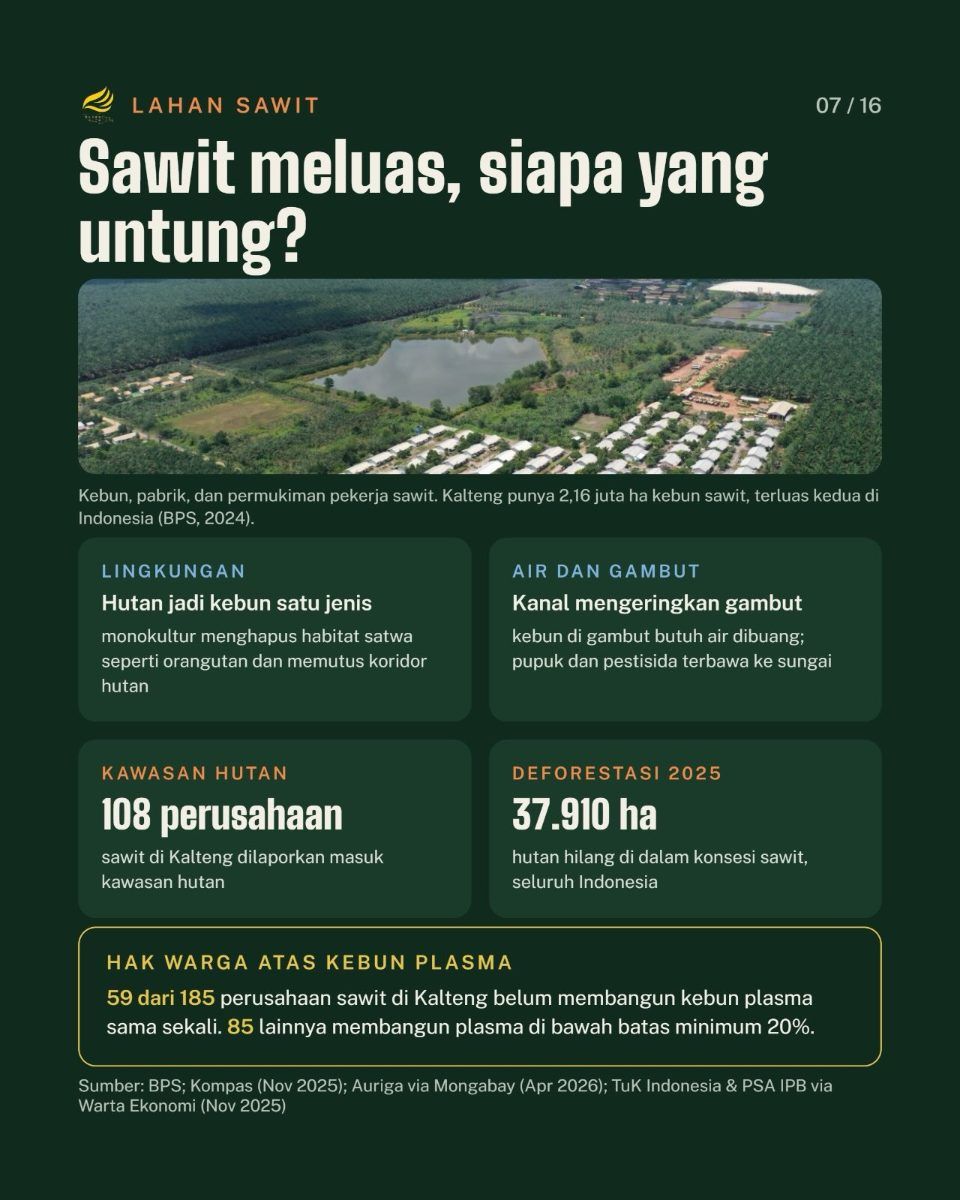 LAHAN SAWIT
07 / 16
Sawit meluas, siapa yang
untung?
Kebun, pabrik, dan permukiman pekerja sawit. Kalteng punya 2,16 juta ha kebun sawit, terluas kedua di
Indonesia (BPS, 2024).
LINGKUNGAN
Hutan jadi kebun satu jenis
monokultur menghapus habitat satwa
seperti orangutan dan memutus koridor
hutan
AIR DAN GAMBUT
Kanal mengeringkan gambut
kebun di gambut butuh air dibuang;
pupuk dan pestisida terbawa ke sungai
KAWASAN HUTAN
108 perusahaan
sawit di Kalteng dilaporkan masuk
kawasan hutan
DEFORESTASI 2025
37.910 ha
hutan hilang di dalam konsesi sawit,
seluruh Indonesia
HAK WARGA ATAS KEBUN PLASMA
59 dari 185 perusahaan sawit di Kalteng belum membangun kebun plasma
sama sekali. 85 lainnya membangun plasma di bawah batas minimum 20%.
Sumber: BPS; Kompas (Nov 2025); Auriga via Mongabay (Apr 2026); TuK Indonesia & PSA IPB via
Warta Ekonomi (Nov 2025)